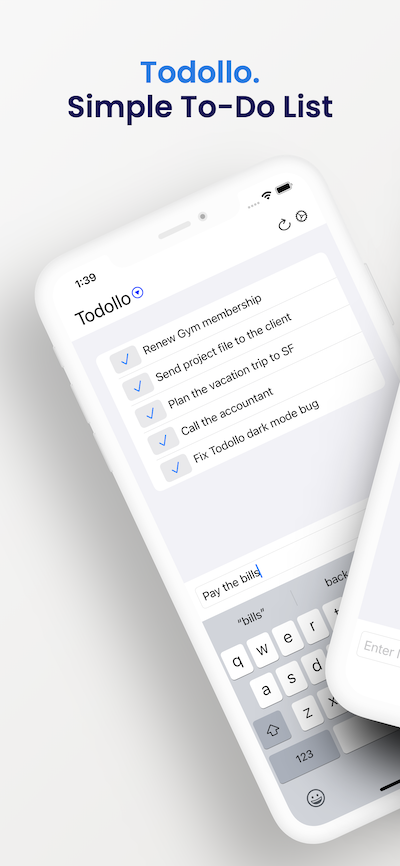 Todollo.
Simple To-Do List
1:39
Todollo
Renew Gym membership
Send project file to the client
Plan the vacation trip to SF
Call the accountant
Fix Todollo dark mode bug
Pay the bills
“bills” back
q w e r t
a s d
z x
123
Enter